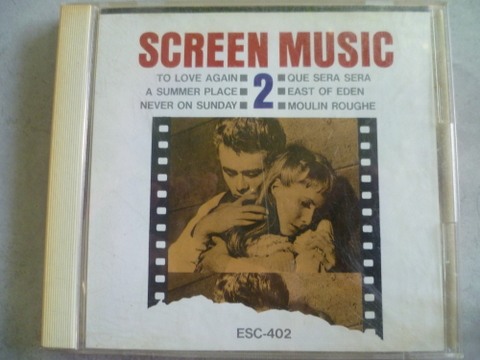 SCREEN MUSIC
TO LOVE AGAIN ■ 2 ■ QUE SERA SERA
A SUMMER PLACE ■ ■ EAST OF EDEN
NEVER ON SUNDAY ■ ■ MOULIN ROUGHE
ESC-402